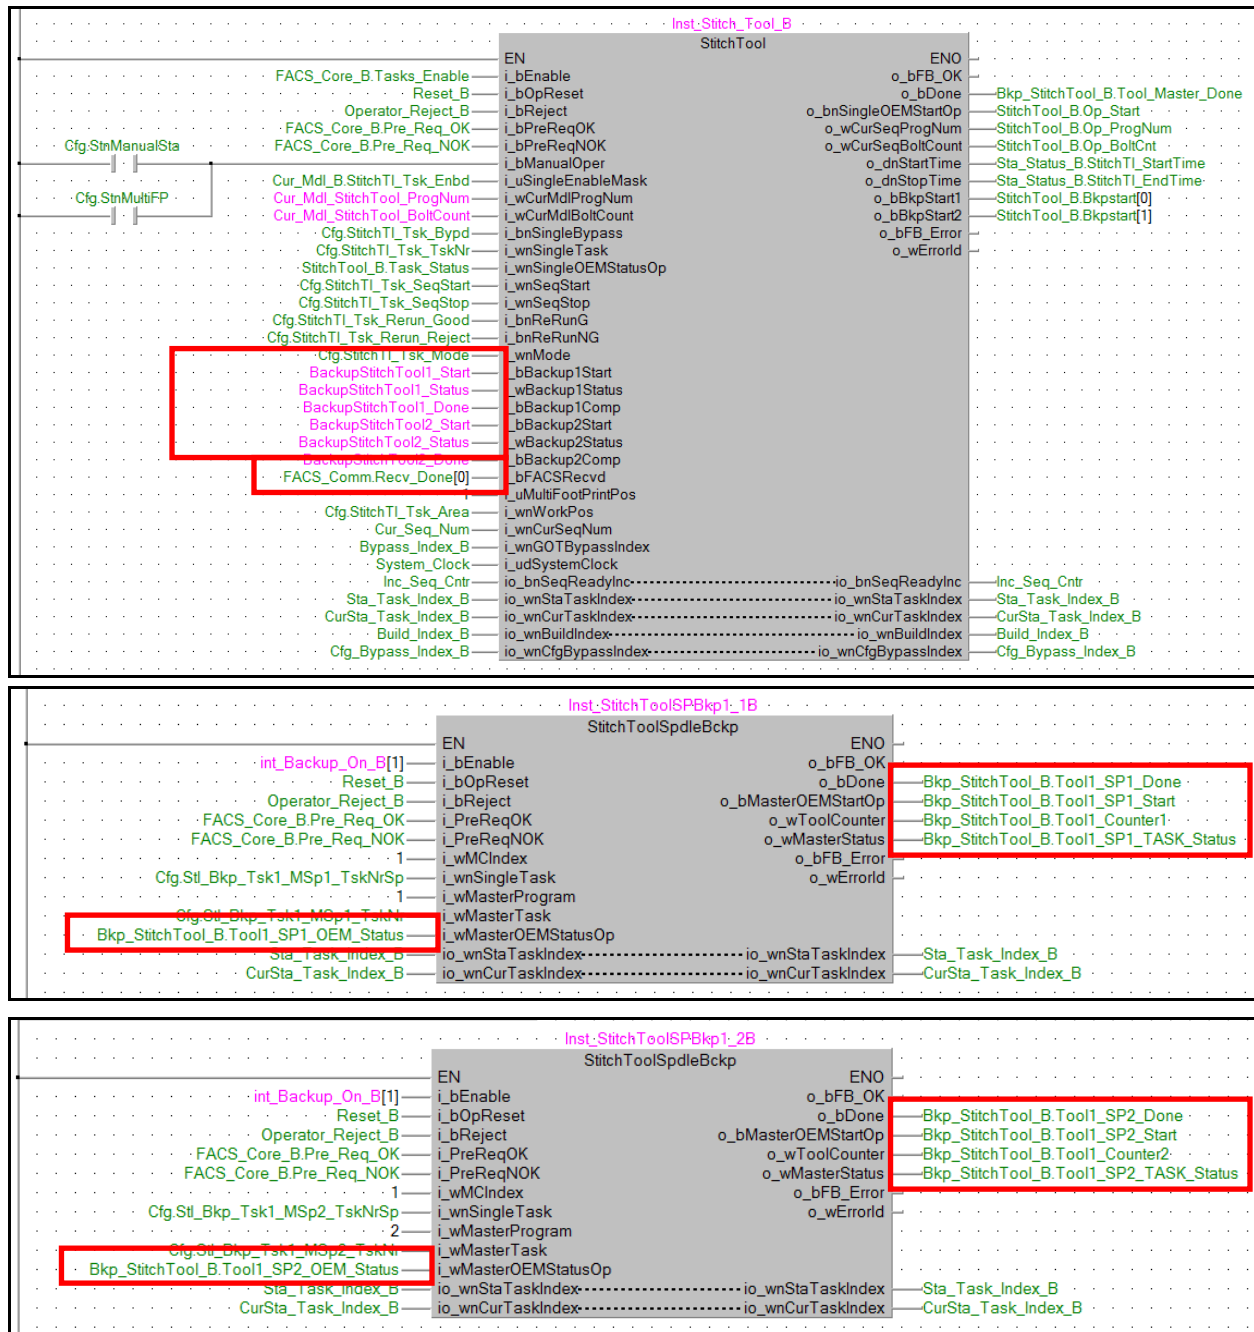 Inst_Stitch_Tool_B
StitchTool
EN ENO
FACS_Core_B.Tasks_Enable i_bEnable o_bFB_OK
Reset_B i_bOpReset o_bDone Bkp_StitchTool_B.Tool_Master_Done
Operator_Reject_B i_bReject o_bnSingleOEMStartOp StitchTool_B.Op_Start
FACS_Core_B.Pre_Req_OK i_bPreReqOK o_wCurSeqProgNum StitchTool_B.Op_ProgNum
Cfg.StnManualSta FACS_Core_B.Pre_Req_NOK i_bPreReqNOK o_wCurSeqBoltCount StitchTool_B.Op_BoltCnt
i_bManualOper o_dnStartTime Sta_Status_B.StitchTl_StartTime
Cur_Mdl_B.StitchTl_Tsk_Enbd i_uSingleEnableMask o_dnStopTime Sta_Status_B.StitchTl_EndTime
Cfg.StnMultiFP Cur_Mdl_StitchTool_ProgNum i_wCurMdlProgNum o_bBkpStart1 StitchTool_B.Bkpstart[0]
Cur_Mdl_StitchTool_BoltCount i_wCurMdlBoltCount o_bBkpStart2 StitchTool_B.Bkpstart[1]
Cfg.StitchTl_Tsk_Bypd i_bnSingleBypass o_bFB_Error
Cfg.StitchTl_Tsk_TskNr i_wnSingleTask o_wErrorId
StitchTool_B.Task_Status i_wnSingleOEMStatusOp
Cfg.StitchTl_Tsk_SeqStart i_wnSeqStart
Cfg.StitchTl_Tsk_SeqStop i_wnSeqStop
Cfg.StitchTl_Tsk_Rerun_Good i_bnReRunG
Cfg.StitchTl_Tsk_Rerun_Reject i_bnReRunNG
Cfg.StitchTl_Tsk_Mode i_wnMode
BackupStitchTool1_Start i_bBackup1Start
BackupStitchTool1_Status i_wBackup1Status
BackupStitchTool1_Done i_bBackup1Comp
BackupStitchTool2_Start i_bBackup2Start
BackupStitchTool2_Status i_wBackup2Status
BackupStitchTool2_Done i_bBackup2Comp
FACS_Comm.Recv_Done[0] i_bFACSRecvd
1 i_uMultiFootPrintPos
Cfg.StitchTl_Tsk_Area i_wnWorkPos
Cur_Seq_Num i_wnCurSeqNum
Bypass_Index_B i_wnGOTBypassIndex
System_Clock i_udSystemClock
Inc_Seq_Cntr io_bnSeqReadyInc io_bnSeqReadyInc Inc_Seq_Cntr
Sta_Task_Index_B io_wnStaTaskIndex io_wnStaTaskIndex Sta_Task_Index_B
CurSta_Task_Index_B io_wnCurTaskIndex io_wnCurTaskIndex CurSta_Task_Index_B
Build_Index_B io_wnBuildIndex io_wnBuildIndex Build_Index_B
Cfg_Bypass_Index_B io_wnCfgBypassIndex io_wnCfgBypassIndex Cfg_Bypass_Index_B
Inst_StitchToolSPBkp1_1B
StitchToolSpdleBckp
EN ENO
int_Backup_On_B[1] i_bEnable o_bFB_OK
Reset_B i_bOpReset o_bDone Bkp_StitchTool_B.Tool1_SP1_Done
Operator_Reject_B i_bReject o_bMasterOEMStartOp Bkp_StitchTool_B.Tool1_SP1_Start
FACS_Core_B.Pre_Req_OK i_PreReqOK o_wToolCounter Bkp_StitchTool_B.Tool1_Counter1
FACS_Core_B.Pre_Req_NOK i_PreReqNOK o_wMasterStatus Bkp_StitchTool_B.Tool1_SP1_TASK_Status
1 i_wMCIndex o_bFB_Error
Cfg.Stl_Bkp_Tsk1_MSp1_TskNrSp i_wnSingleTask o_wErrorId
1 i_wMasterProgram
Cfg.Stl_Bkp_Tsk1_MSp1_TskNr i_wMasterTask
Bkp_StitchTool_B.Tool1_SP1_OEM_Status i_wMasterOEMStatusOp
Sta_Task_Index_B io_wnStaTaskIndex io_wnStaTaskIndex Sta_Task_Index_B
CurSta_Task_Index_B io_wnCurTaskIndex io_wnCurTaskIndex CurSta_Task_Index_B
Inst_StitchToolSPBkp1_2B
StitchToolSpdleBckp
EN ENO
int_Backup_On_B[1] i_bEnable o_bFB_OK
Reset_B i_bOpReset o_bDone Bkp_StitchTool_B.Tool1_SP2_Done
Operator_Reject_B i_bReject o_bMasterOEMStartOp Bkp_StitchTool_B.Tool1_SP2_Start
FACS_Core_B.Pre_Req_OK i_PreReqOK o_wToolCounter Bkp_StitchTool_B.Tool1_Counter2
FACS_Core_B.Pre_Req_NOK i_PreReqNOK o_wMasterStatus Bkp_StitchTool_B.Tool1_SP2_TASK_Status
1 i_wMCIndex o_bFB_Error
Cfg.Stl_Bkp_Tsk1_MSp2_TskNrSp i_wnSingleTask o_wErrorId
2 i_wMasterProgram
Cfg.Stl_Bkp_Tsk1_MSp2_TskNr i_wMasterTask
Bkp_StitchTool_B.Tool1_SP2_OEM_Status i_wMasterOEMStatusOp
Sta_Task_Index_B io_wnStaTaskIndex io_wnStaTaskIndex Sta_Task_Index_B
CurSta_Task_Index_B io_wnCurTaskIndex io_wnCurTaskIndex CurSta_Task_Index_B